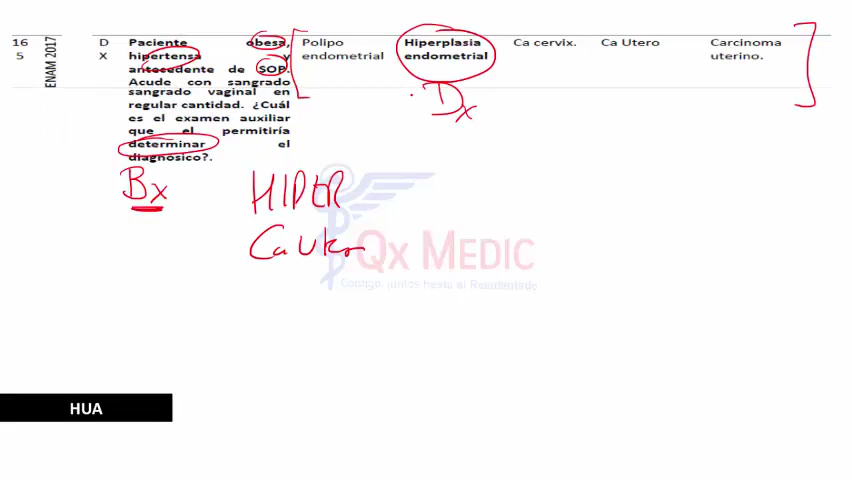 16 5
ENAM 2017
D X
Paciente obesa,
hipertensa y
antecedente de SOP.
Acude con sangrado
sangrado vaginal en
regular cantidad. ¿Cuál
es el examen auxiliar
que el permitiría
determinar el
diagnósico?.
Polipo
endometrial
Hiperplasia
endometrial
Ca cervix.
Ca Utero
Carcinoma
uterino.
Dx
Bx
HIPER
Ca Utero
QX MEDIC
Contigo, juntos hasta el Residentado
HUA